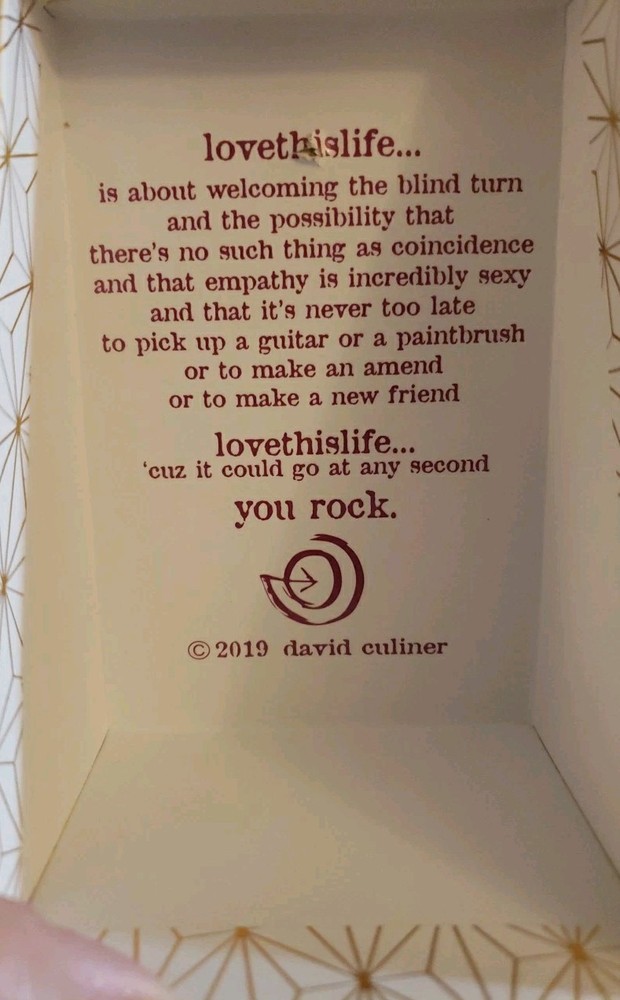 lovethislife...
is about welcoming the blind turn
and the possibility that
there's no such thing as coincidence
and that empathy is incredibly sexy
and that it's never too late
to pick up a guitar or a paintbrush
or to make an amend
or to make a new friend
lovethislife...
'cuz it could go at any second
you rock.
©2019 david culiner